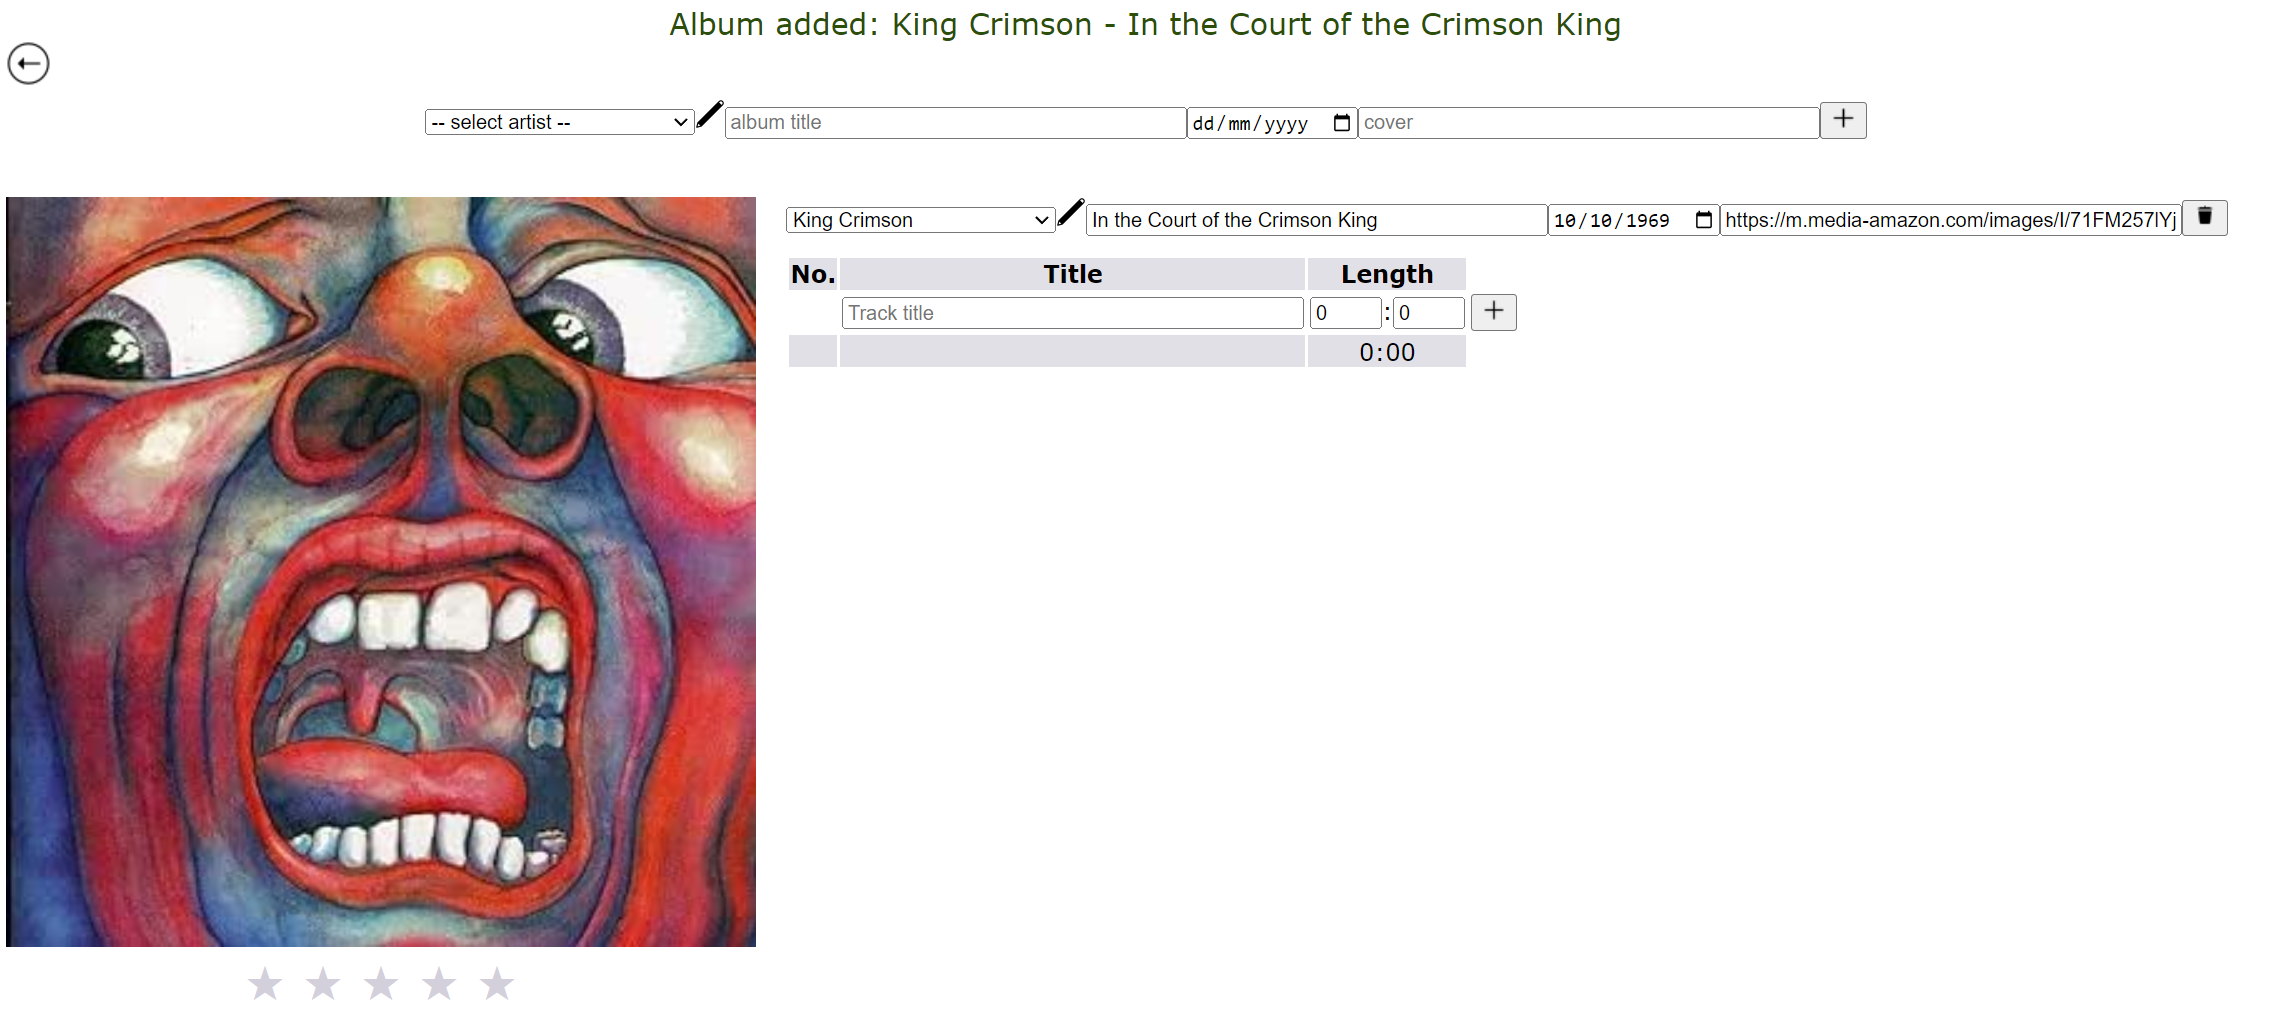 Album added: King Crimson - In the Court of the Crimson King
-- select artist -- album title dd/mm/yyyy cover +
King Crimson In the Court of the Crimson King 10/10/1969 https://m.media-amazon.com/images/I/71FM257lYj
No. Title Length
Track title 0 : 0 +
0:00